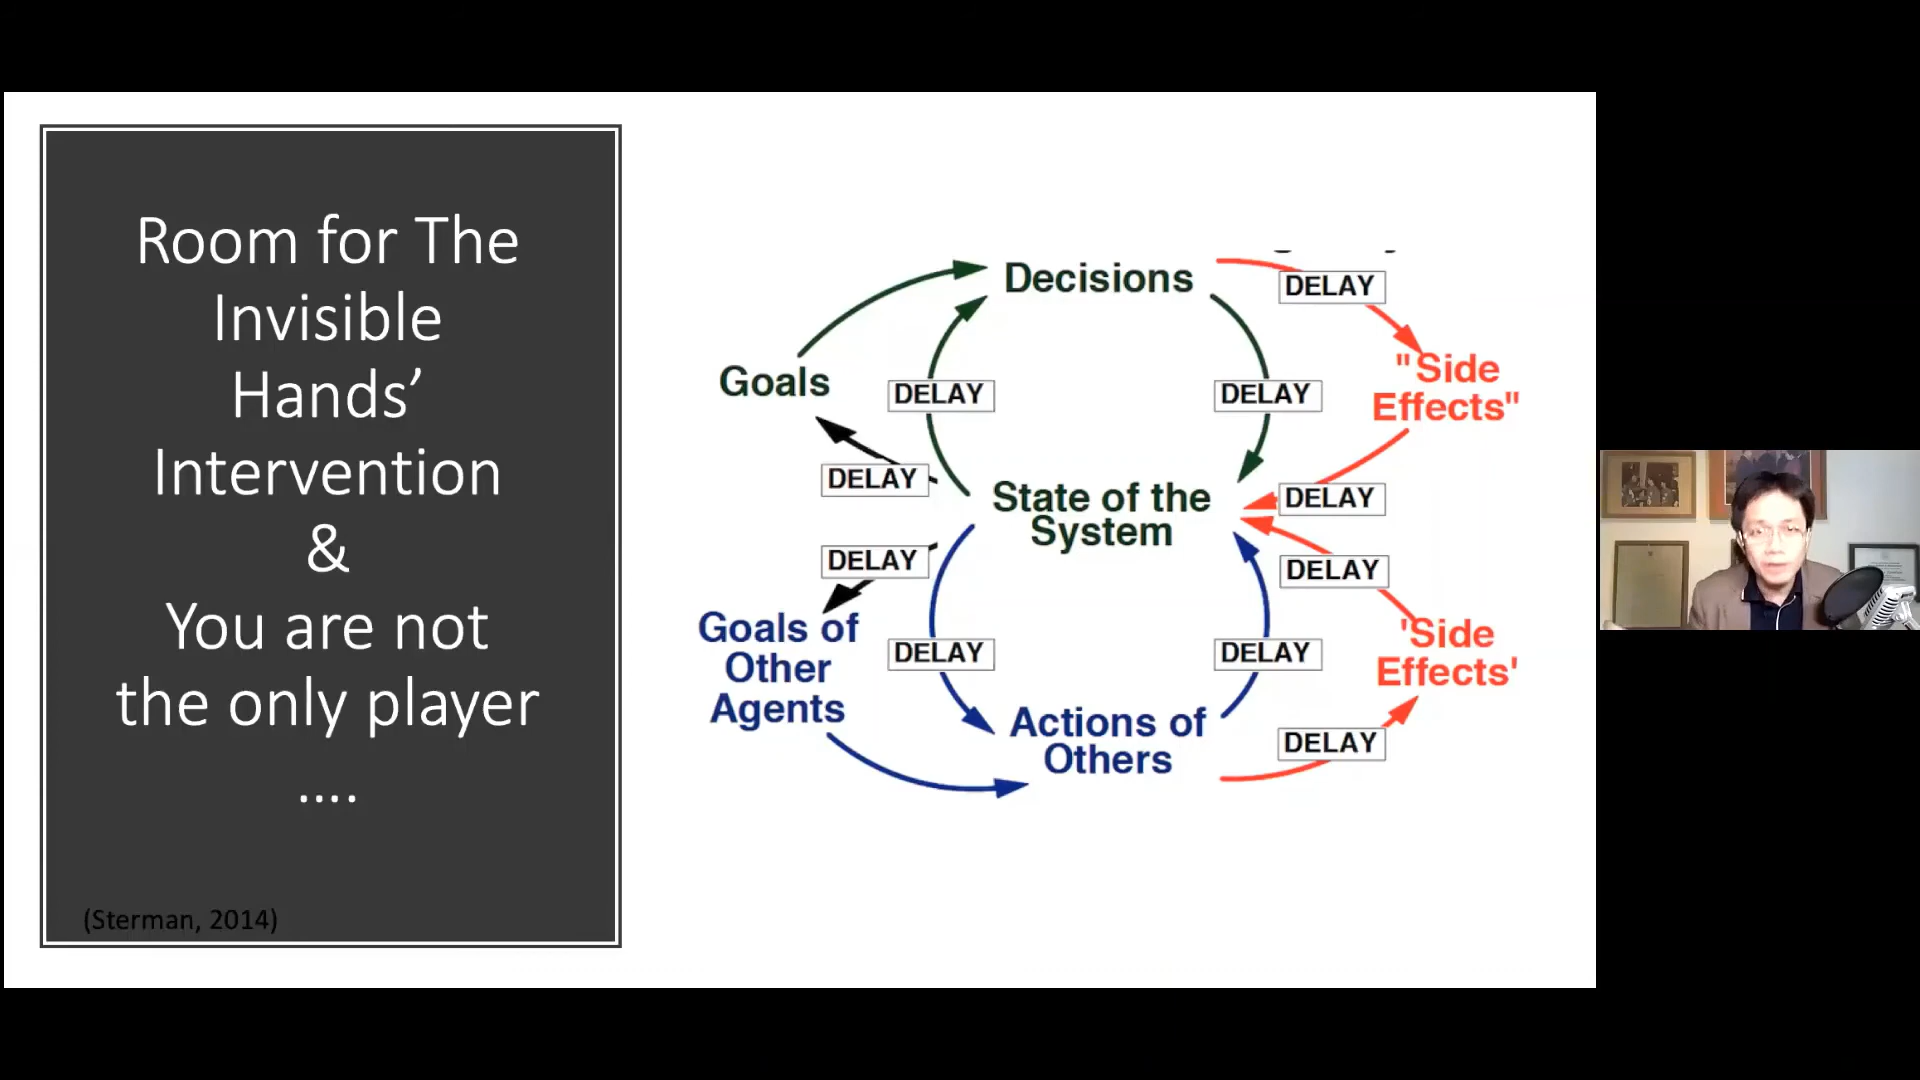 Room for The
Invisible
Hands’
Intervention
&
You are not
the only player
....
(Sterman, 2014)
Decisions
DELAY
"Side
Effects"
Goals
DELAY
DELAY
DELAY
State of the
System
DELAY
DELAY
DELAY
Goals of
Other
Agents
DELAY
DELAY
'Side
Effects'
Actions of
Others
DELAY